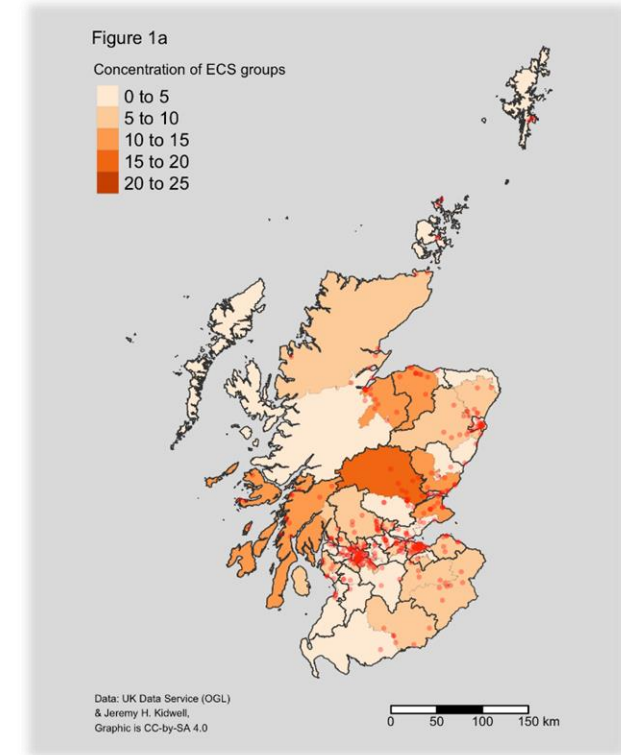 Figure 1a
Concentration of ECS groups
0 to 5
5 to 10
10 to 15
15 to 20
20 to 25
Data: UK Data Service (OGL)
& Jeremy H. Kidwell,
Graphic is CC-by-SA 4.0
0 50 100 150 km